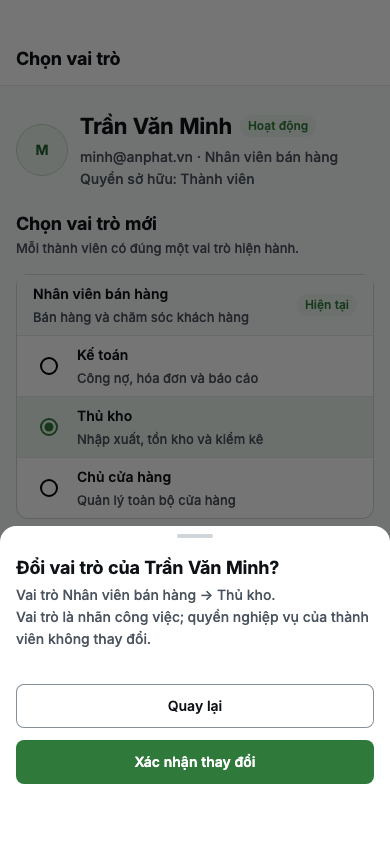 Chọn vai trò
M
Trần Văn Minh
Hoạt động
minh@anphat.vn · Nhân viên bán hàng
Quyền sở hữu: Thành viên
Chọn vai trò mới
Mỗi thành viên có đúng một vai trò hiện hành.
Nhân viên bán hàng
Bán hàng và chăm sóc khách hàng
Hiện tại
Kế toán
Công nợ, hóa đơn và báo cáo
Thủ kho
Nhập xuất, tồn kho và kiểm kê
Chủ cửa hàng
Quản lý toàn bộ cửa hàng
Đổi vai trò của Trần Văn Minh?
Vai trò Nhân viên bán hàng → Thủ kho.
Vai trò là nhãn công việc; quyền nghiệp vụ của thành
viên không thay đổi.
Quay lại
Xác nhận thay đổi